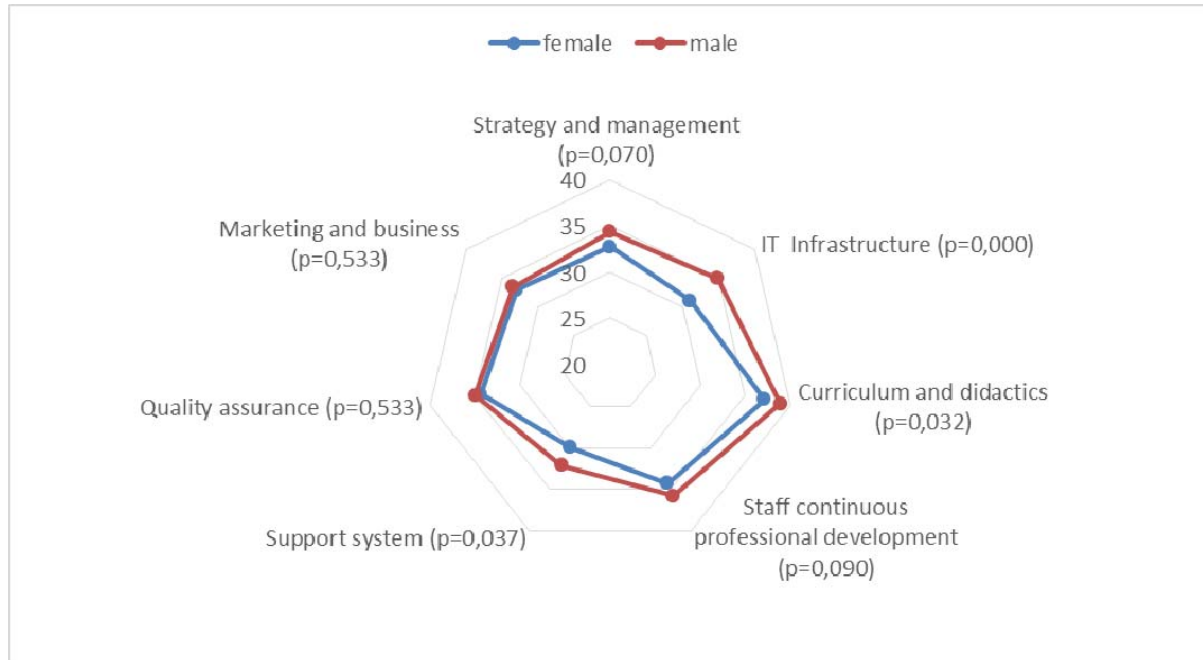 female male
Strategy and management
(p=0,070)
40
35
30
25
20
IT Infrastructure (p=0,000)
Curriculum and didactics
(p=0,032)
Staff continuous
professional development
(p=0,090)
Support system (p=0,037)
Quality assurance (p=0,533)
Marketing and business
(p=0,533)